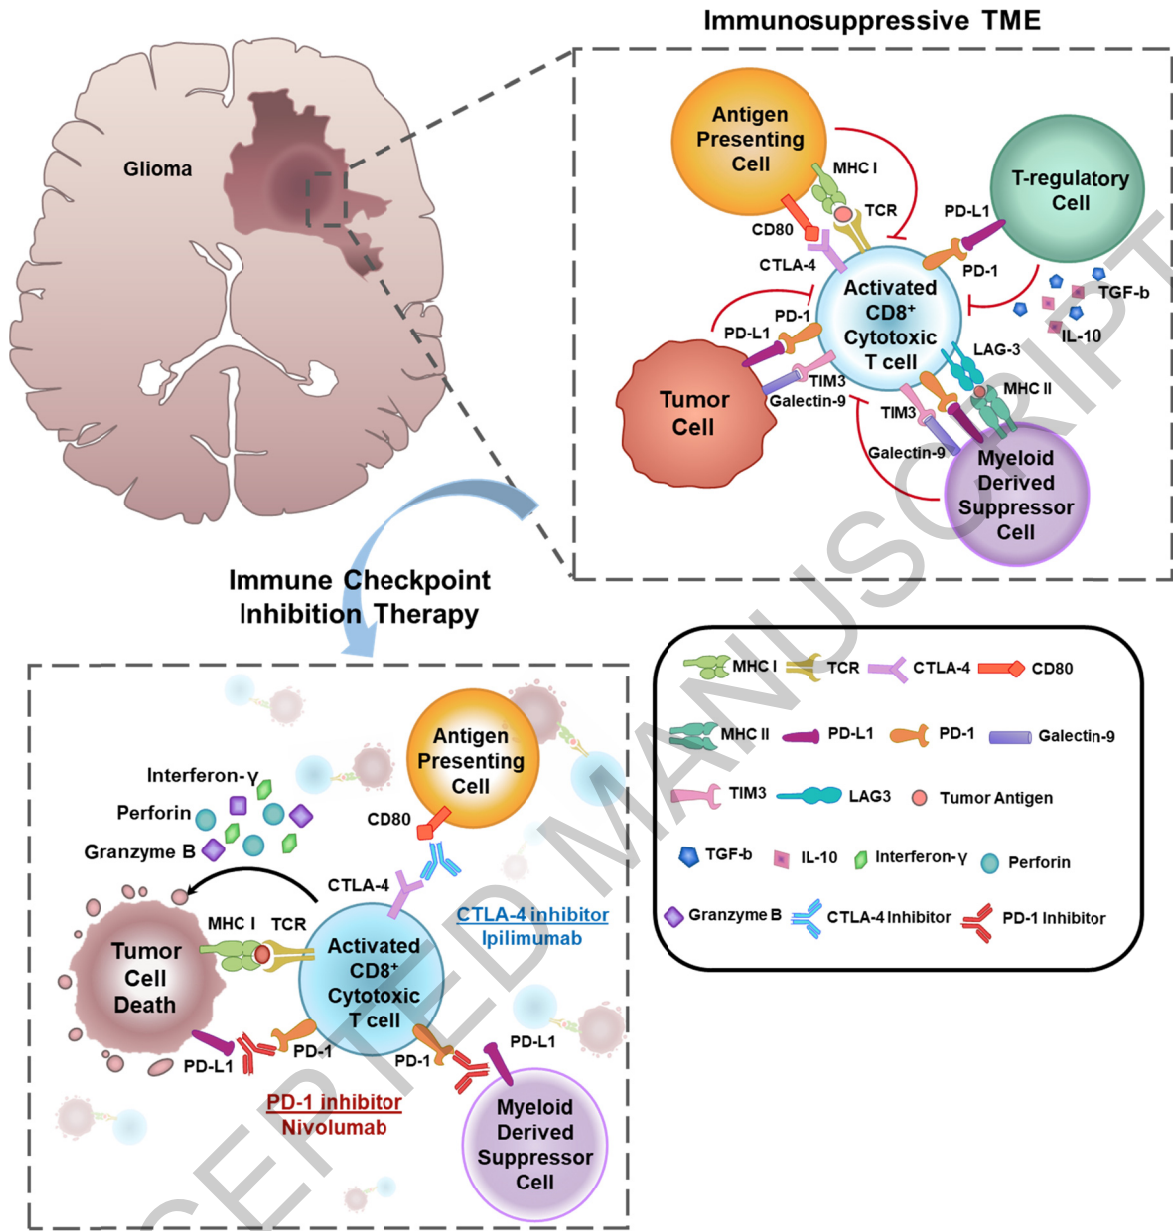 Immunosuppressive TME
Glioma
Antigen
Presenting
Cell
MHC I
TCR
CD80
CTLA-4
T-regulatory
Cell
PD-L1
PD-1
TGF-b
IL-10
Activated
CD8+
Cytotoxic
T cell
PD-1
PD-L1
TIM3
Galectin-9
Tumor
Cell
LAG-3
MHC II
TIM3
Galectin-9
Myeloid
Derived
Suppressor
Cell
Immune Checkpoint
Inhibition Therapy
Antigen
Presenting
Cell
CD80
Interferon-γ
Perforin
Granzyme B
CTLA-4
CTLA-4 inhibitor
Ipilimumab
MHC I
TCR
Tumor
Cell
Death
Activated
CD8+
Cytotoxic
T cell
PD-L1
PD-1
PD-1
PD-L1
PD-1 inhibitor
Nivolumab
Myeloid
Derived
Suppressor
Cell
MHC I TCR CTLA-4 CD80
MHC II PD-L1 PD-1 Galectin-9
TIM3 LAG3 Tumor Antigen
TGF-b IL-10 Interferon-γ Perforin
Granzyme B CTLA-4 Inhibitor PD-1 Inhibitor
CEPTED MANUSCRIPT